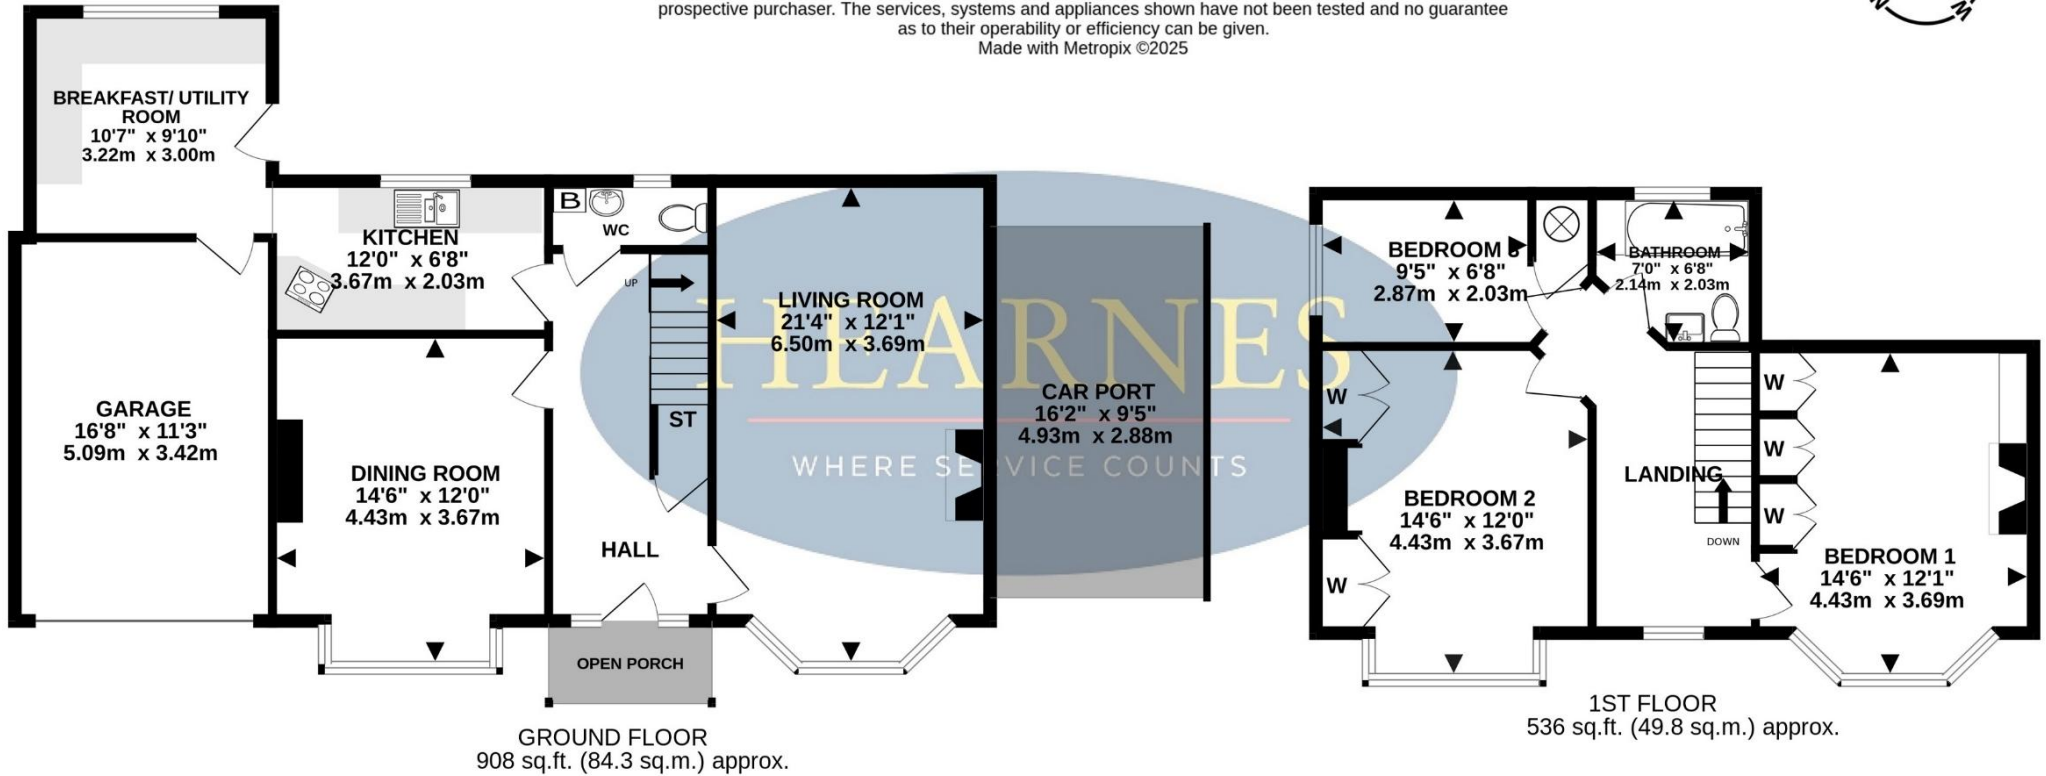 prospective purchaser. The services, systems and appliances shown have not been tested and no guarantee
as to their operability or efficiency can be given.
Made with Metropix ©2025
W
BREAKFAST/ UTILITY
ROOM
10'7" x 9'10"
3.22m x 3.00m
KITCHEN
12'0" x 6'8"
3.67m x 2.03m
B
WC
UP
ST
LIVING ROOM
21'4" x 12'1"
6.50m x 3.69m
GARAGE
16'8" x 11'3"
5.09m x 3.42m
DINING ROOM
14'6" x 12'0"
4.43m x 3.67m
HALL
OPEN PORCH
CAR PORT
16'2" x 9'5"
4.93m x 2.88m
HEARNES
WHERE SERVICE COUNTS
GROUND FLOOR
908 sq.ft. (84.3 sq.m.) approx.
BEDROOM 3
9'5" x 6'8"
2.87m x 2.03m
BATHROOM
7'0" x 6'8"
2.14m x 2.03m
W
W
BEDROOM 2
14'6" x 12'0"
4.43m x 3.67m
LANDING
DOWN
W
W
W
BEDROOM 1
14'6" x 12'1"
4.43m x 3.69m
1ST FLOOR
536 sq.ft. (49.8 sq.m.) approx.